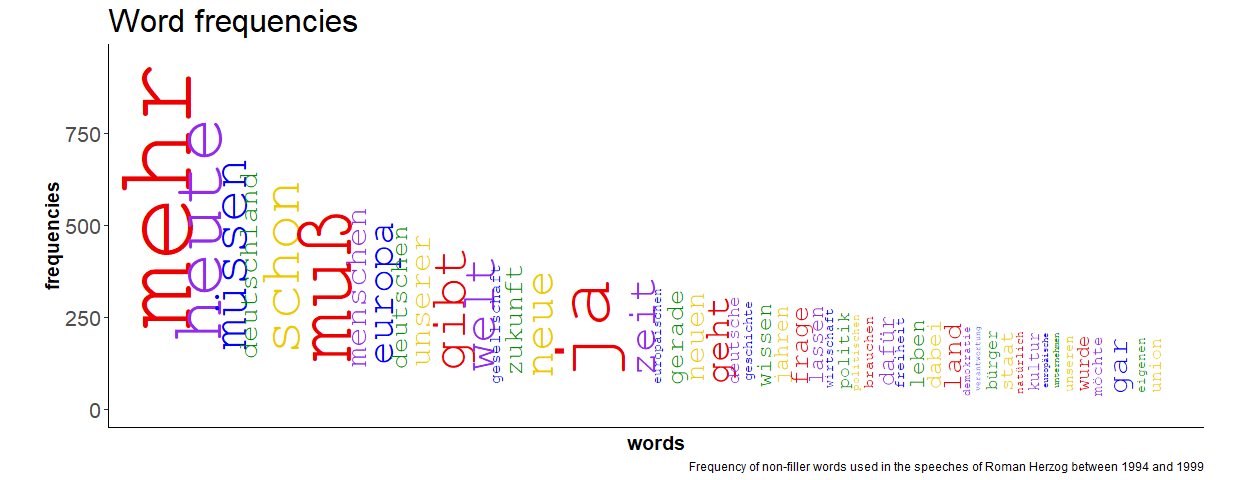 Word frequencies
frequencies
750
500
250
0
mehr
heute
müssen
deutschland
schon
muß
menschen
europa
deutschen
unserer
gibt
welt
gesellschaft
zukunft
neue
ja
zeit
europäischen
gerade
neuen
geht
deutsche
geschichte
wissen
jahren
frage
lassen
wirtschaft
politik
politischen
brauchen
dafür
freiheit
leben
dabei
land
demokratie
verantwortung
bürger
staat
natürlich
kultur
europäische
unternehmen
unseren
wurde
möchte
gar
eigenen
union
words
Frequency of non-filler words used in the speeches of Roman Herzog between 1994 and 1999